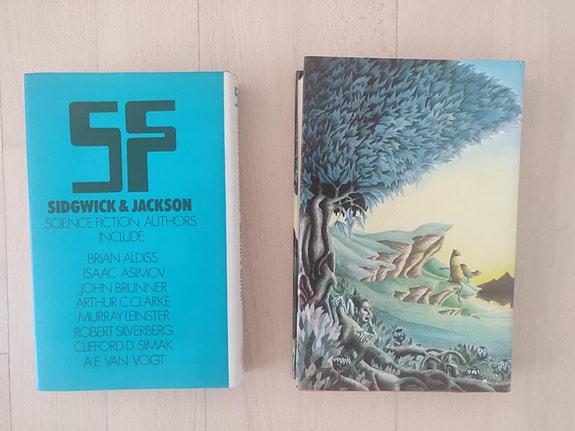 SF
SIDGWICK & JACKSON
SCIENCE FICTION AUTHORS
INCLUDE
BRIAN ALDISS
ISAAC ASIMOV
JOHN BRUNNER
ARTHUR C. CLARKE
MURRAY LEINSTER
ROBERT SILVERBERG
CLIFFORD D. SIMAK
A.E. VAN VOGT